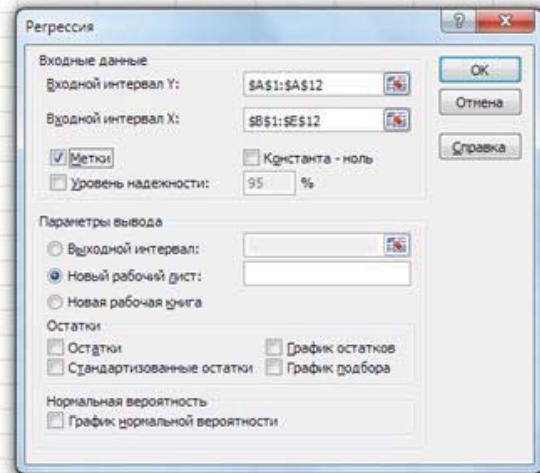 Регрессия
Входные данные
Входной интервал Y: $A$1:$A$12
Входной интервал X: $B$1:$E$12
Метки
Константа - ноль
Уровень надежности: 95 %
ОК
Отмена
Справка
Параметры вывода
Выходной интервал:
Новый рабочий лист:
Новая рабочая книга
Остатки
Остатки
График остатков
Стандартизованные остатки
График подбора
Нормальная вероятность
График нормальной вероятности